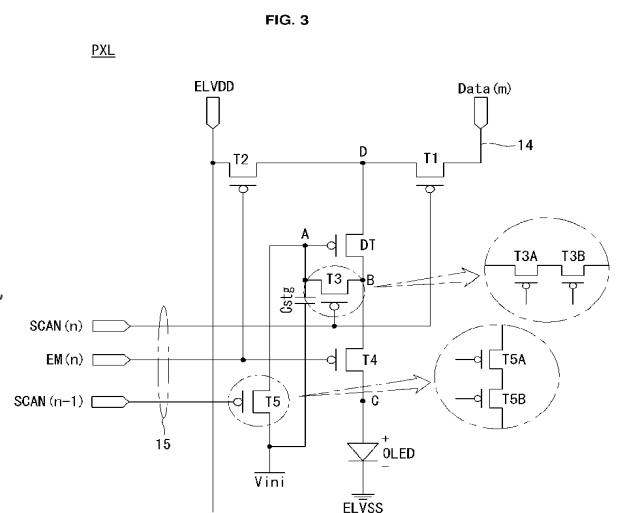 FIG. 3
PXL
ELVDD
Data(m)
14
T2
D
T1
A
DT
T3
B
Cstg
T3A
T3B
SCAN(n)
EM(n)
T4
T5A
SCAN(n-1)
T5
C
T5B
15
+
OLED
−
Vini
ELVSS